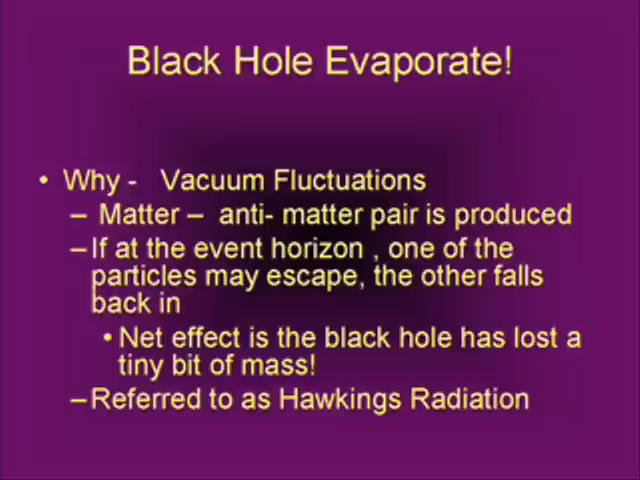 Black Hole Evaporate!
• Why - Vacuum Fluctuations
– Matter – anti- matter pair is produced
– If at the event horizon , one of the
particles may escape, the other falls
back in
• Net effect is the black hole has lost a
tiny bit of mass!
– Referred to as Hawkings Radiation